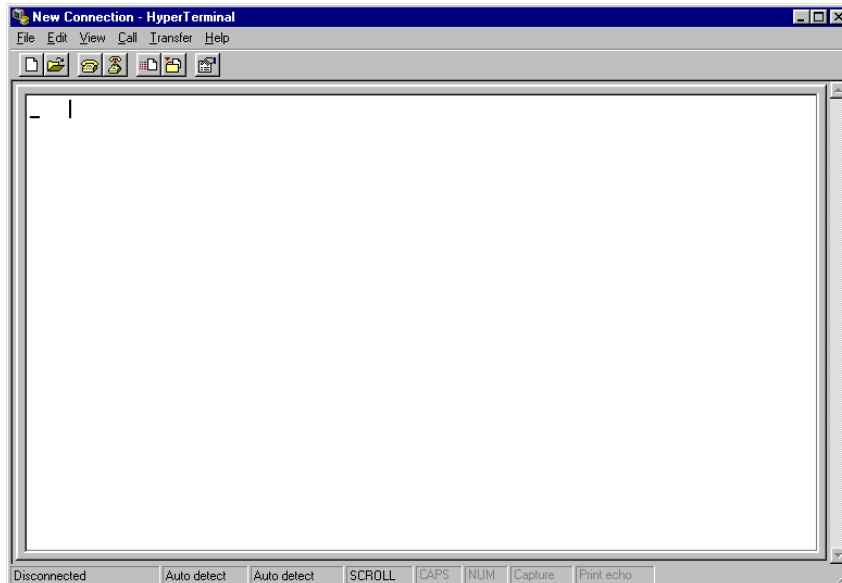 New Connection - HyperTerminal
File Edit View Call Transfer Help
_
Disconnected Auto detect Auto detect SCROLL CAPS NUM Capture Print echo